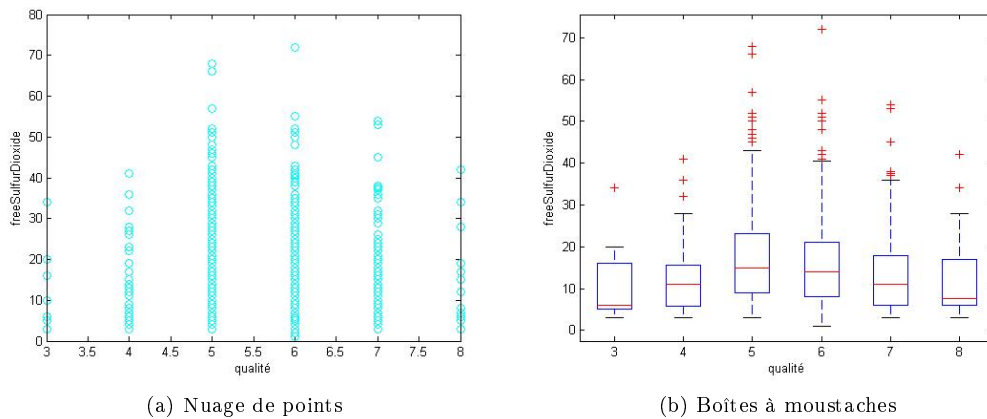 80
70
60
50
40
30
20
10
0
freeSulfurDioxide
3 3.5 4 4.5 5 5.5 6 6.5 7 7.5 8
qualité
(a) Nuage de points
70
60
50
40
30
20
10
0
freeSulfurDioxide
3 4 5 6 7 8
qualité
(b) Boîtes à moustaches